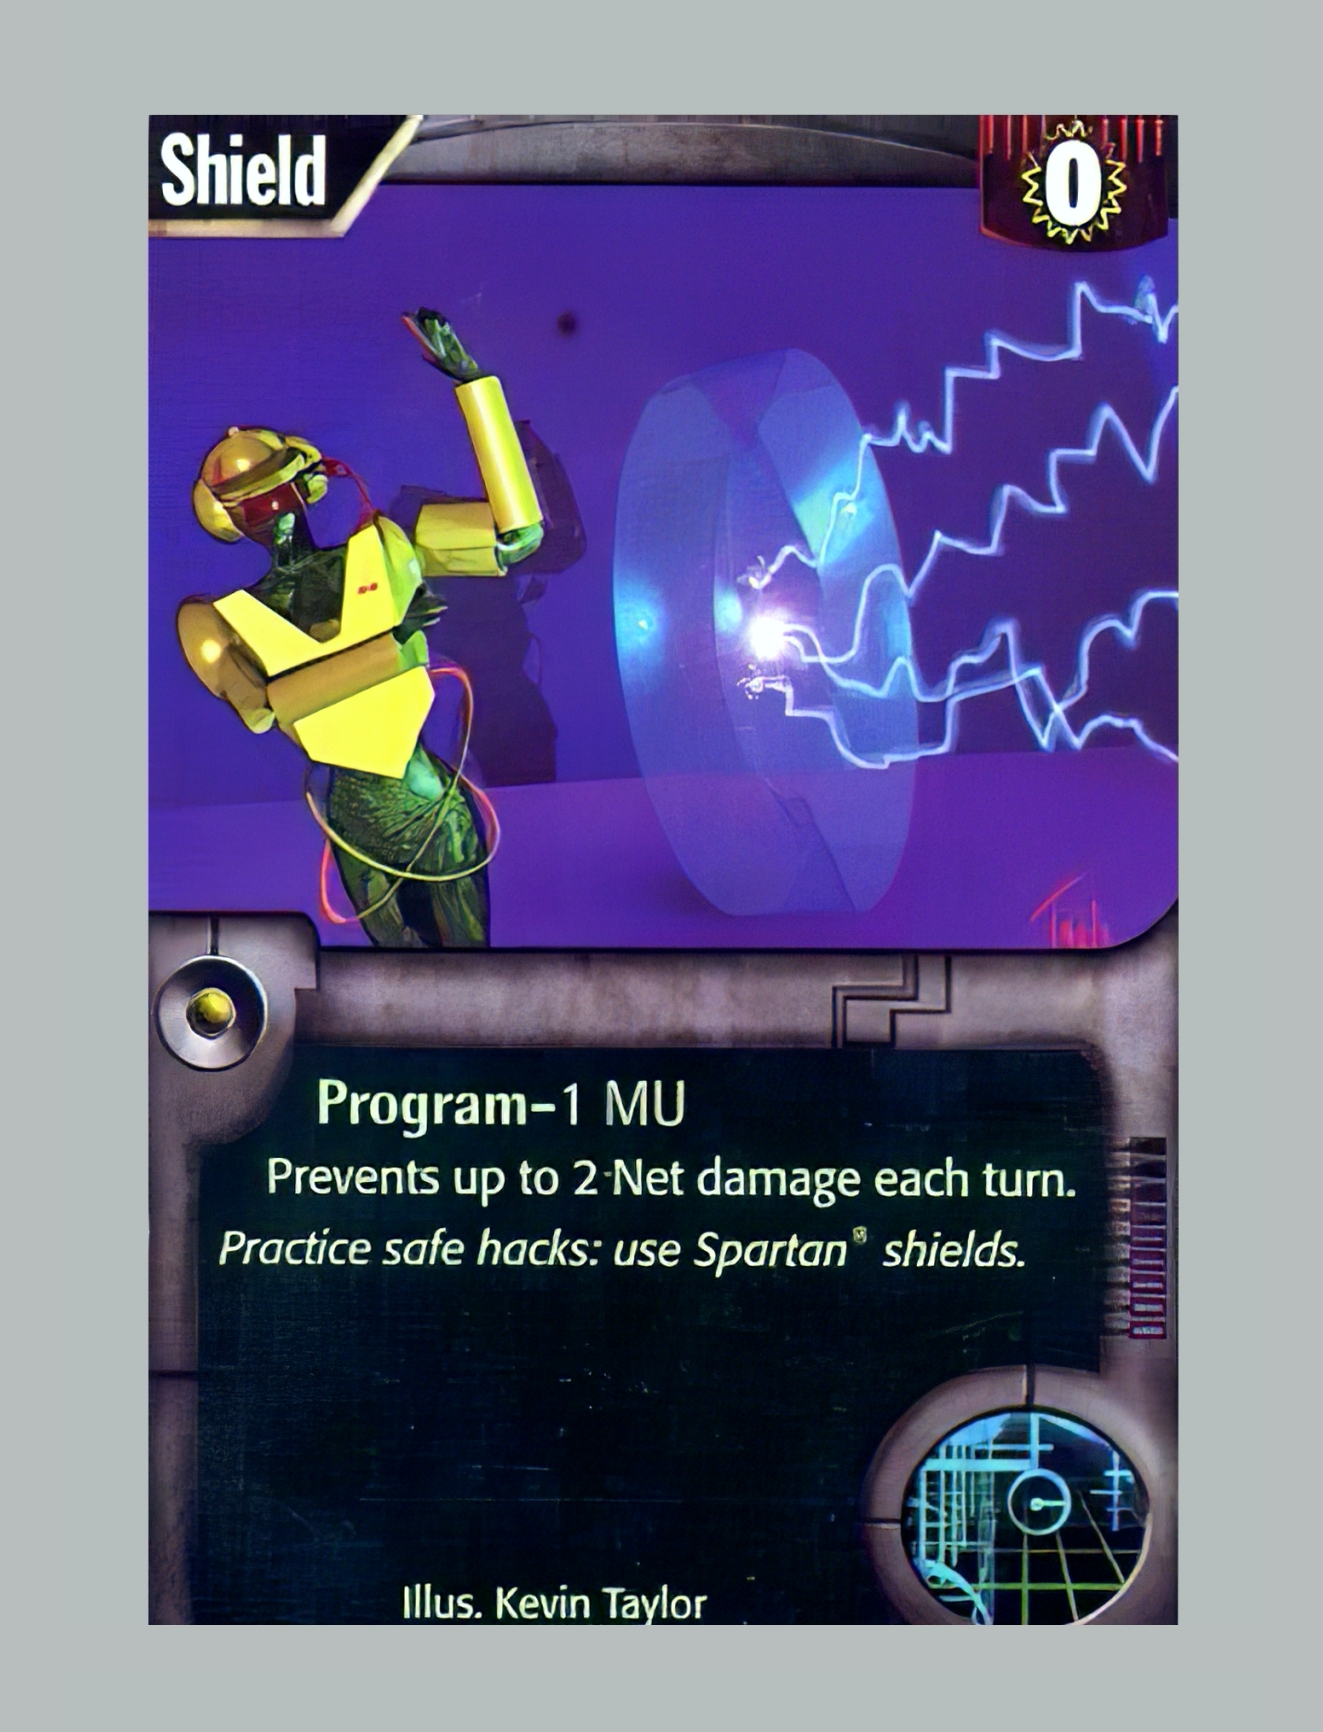 Shield
0
Program-1 MU
Prevents up to 2 Net damage each turn.
Practice safe hacks: use Spartan® shields.
Illus. Kevin Taylor